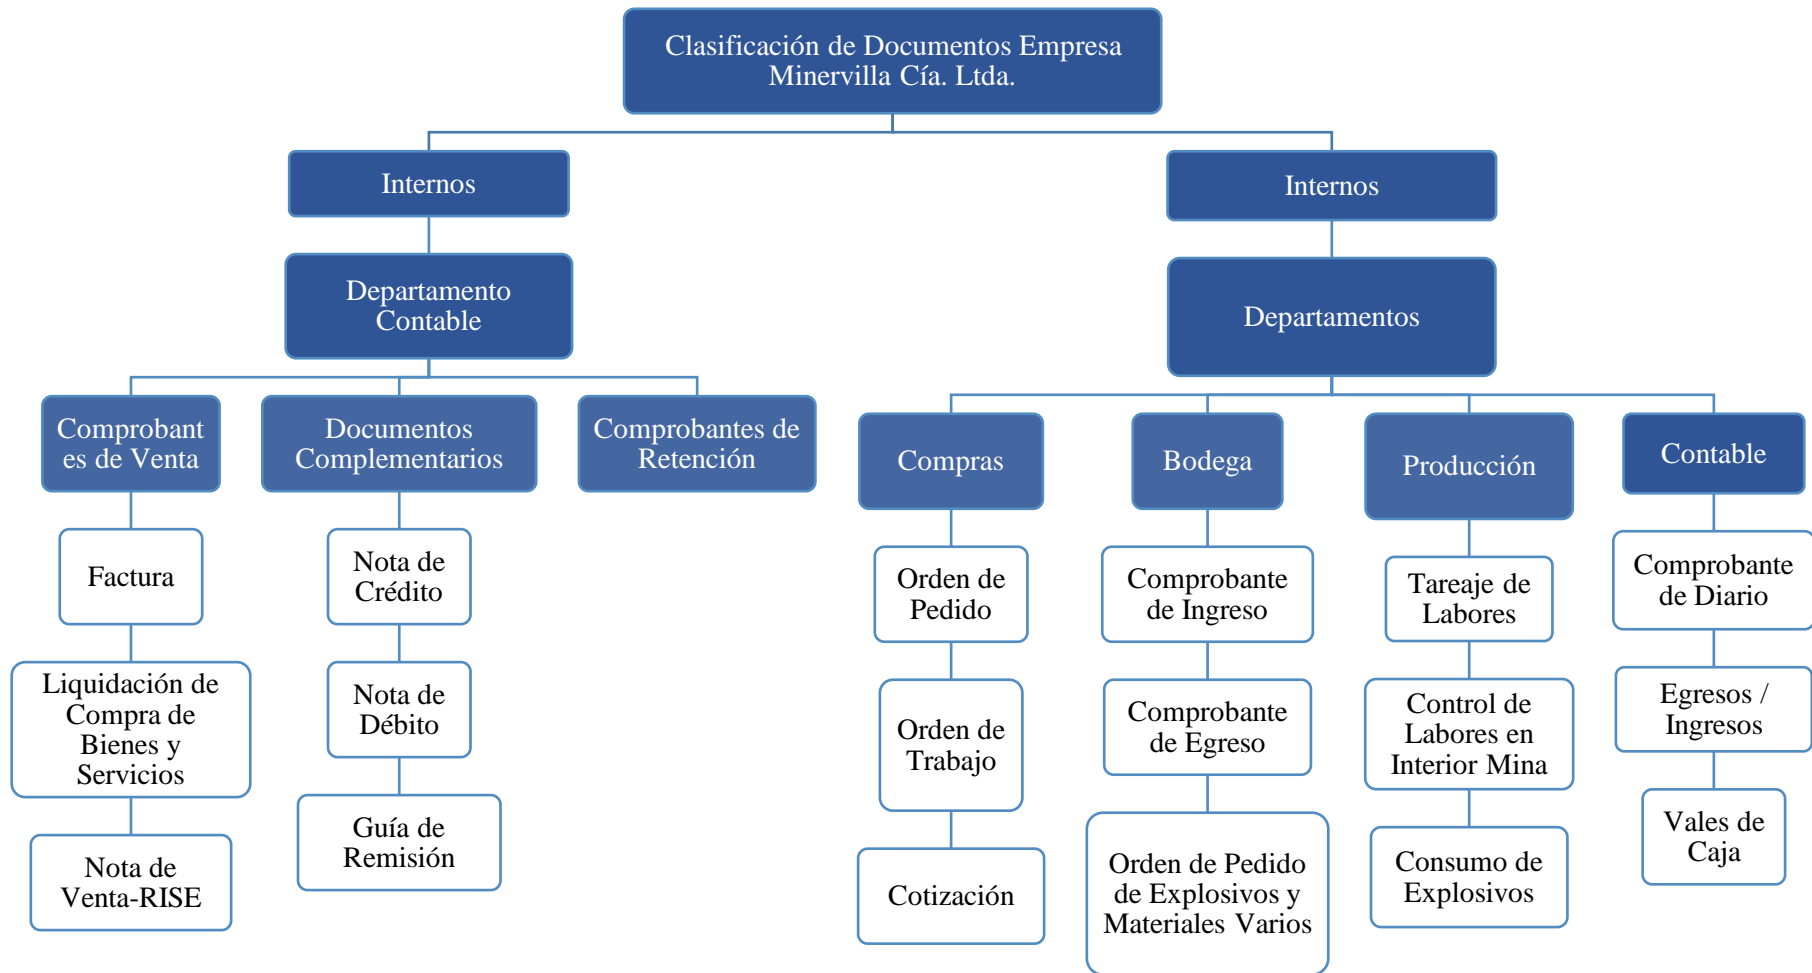 Clasificación de Documentos Empresa
Minervilla Cía. Ltda.
Internos
Internos
Departamento
Contable
Departamentos
Comprobant
es de Venta
Documentos
Complementarios
Comprobantes de
Retención
Compras
Bodega
Producción
Contable
Factura
Liquidación de
Compra de
Bienes y
Servicios
Nota de
Venta-RISE
Nota de
Crédito
Nota de
Débito
Guía de
Remisión
Orden de
Pedido
Orden de
Trabajo
Cotización
Comprobante
de Ingreso
Comprobante
de Egreso
Orden de Pedido
de Explosivos y
Materiales Varios
Tareaje de
Labores
Control de
Labores en
Interior Mina
Consumo de
Explosivos
Comprobante
de Diario
Egresos /
Ingresos
Vales de
Caja